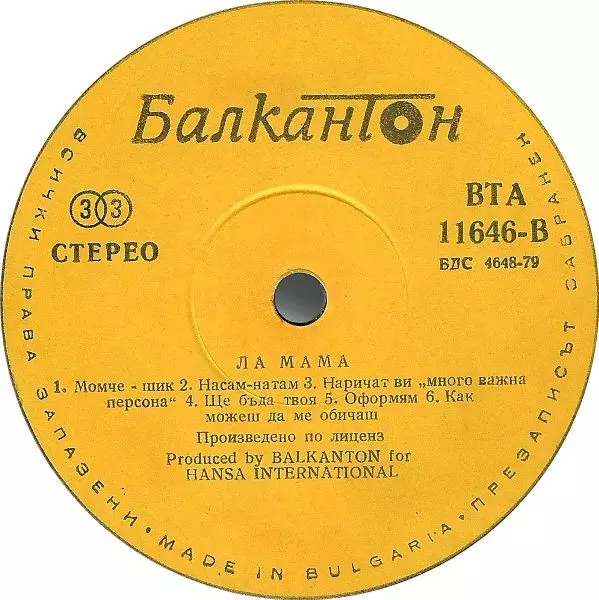 Балкантон
33
СТЕРЕО
ВТА
11646-В
БДС 4648-79
ЛА МАМА
1. Момче - шик 2. Насам-натам 3. Наричат ви „много важна
персона“ 4. Ще бъда твоя 5. Оформям 6. Как
можеш да ме обичаш
Произведено по лиценз
Produced by BALKANTON for
HANSA INTERNATIONAL
ВСИЧКИ ПРАВА ЗАПАЗЕНИ • MADE IN BULGARIA • ПРЕЗАПИСЪТ ЗАБРАНЕН